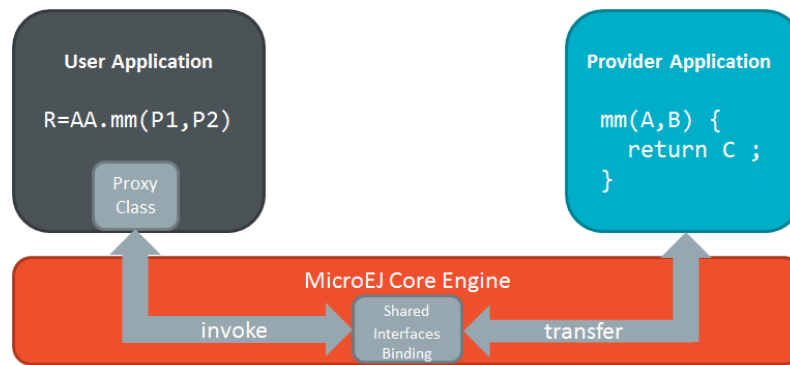 User Application
R=AA.mm(P1,P2)
Proxy
Class
Provider Application
mm(A,B) {
return C ;
}
MicroEJ Core Engine
invoke
Shared
Interfaces
Binding
transfer